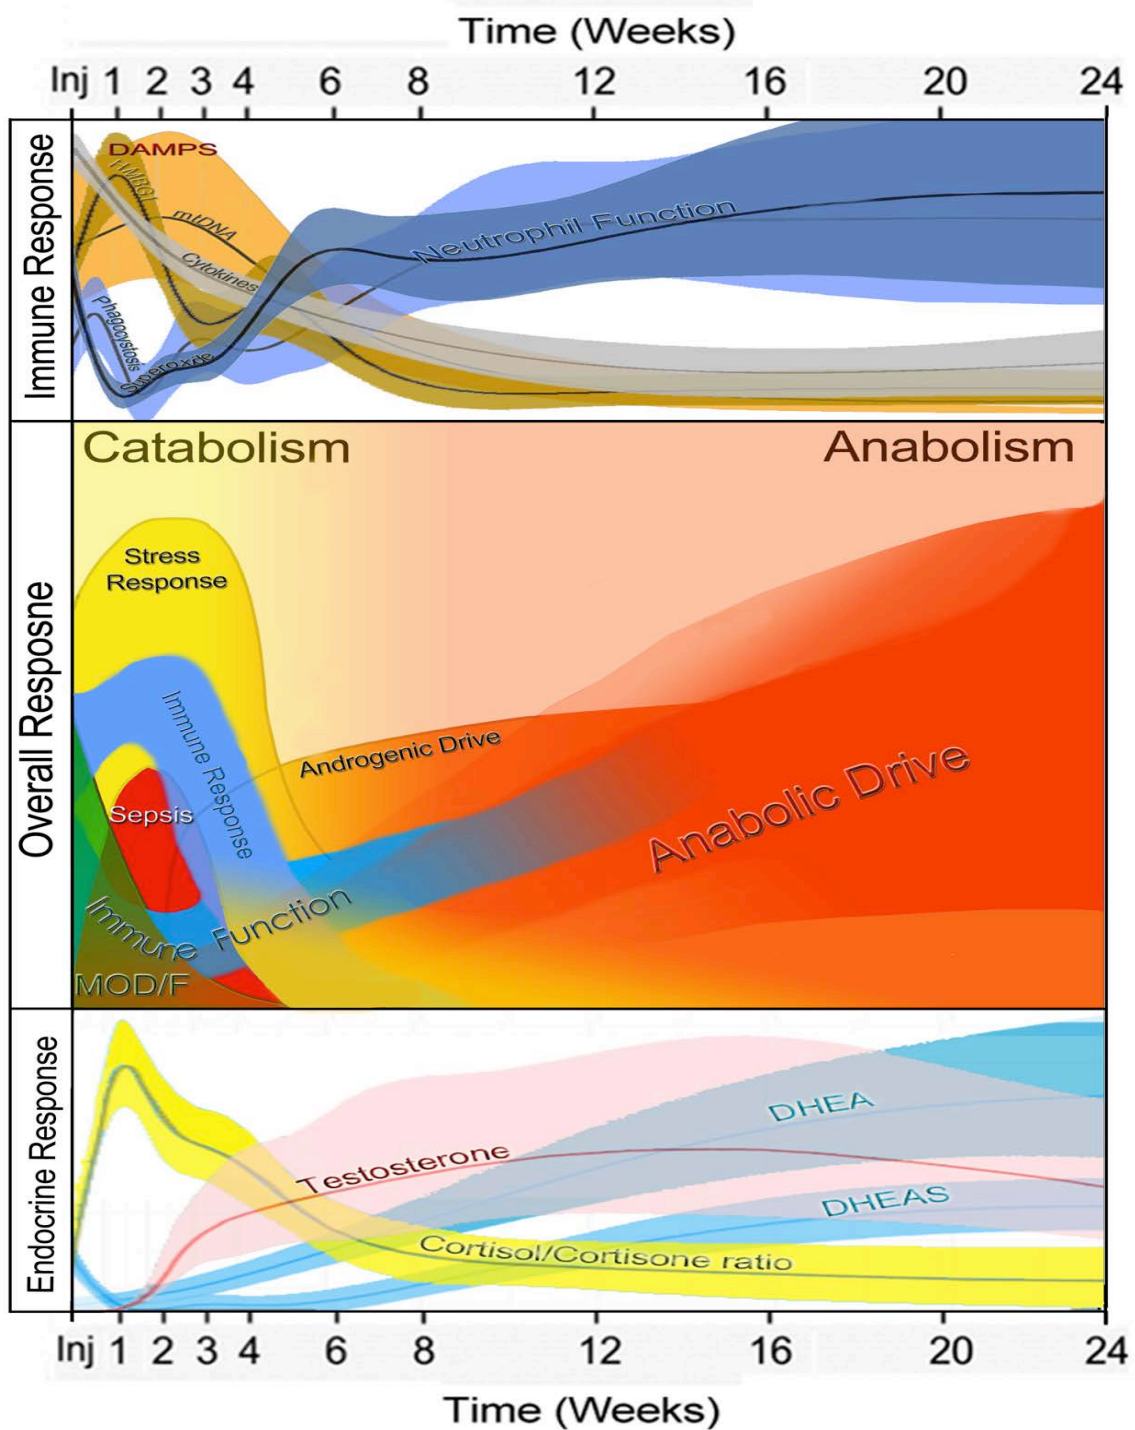 Time (Weeks)
Inj 1 2 3 4 6 8 12 16 20 24
Immune Response
DAMPS
HMBG1
mtDNA
Cytokines
Phagocystosis
Superoxide
Neutrophil Function
Overall Resposne
Catabolism
Anabolism
Stress
Response
Immune Response
Androgenic Drive
Sepsis
Anabolic Drive
Immune Function
MOD/F
Endocrine Response
DHEA
Testosterone
DHEAS
Cortisol/Cortisone ratio
Inj 1 2 3 4 6 8 12 16 20 24
Time (Weeks)